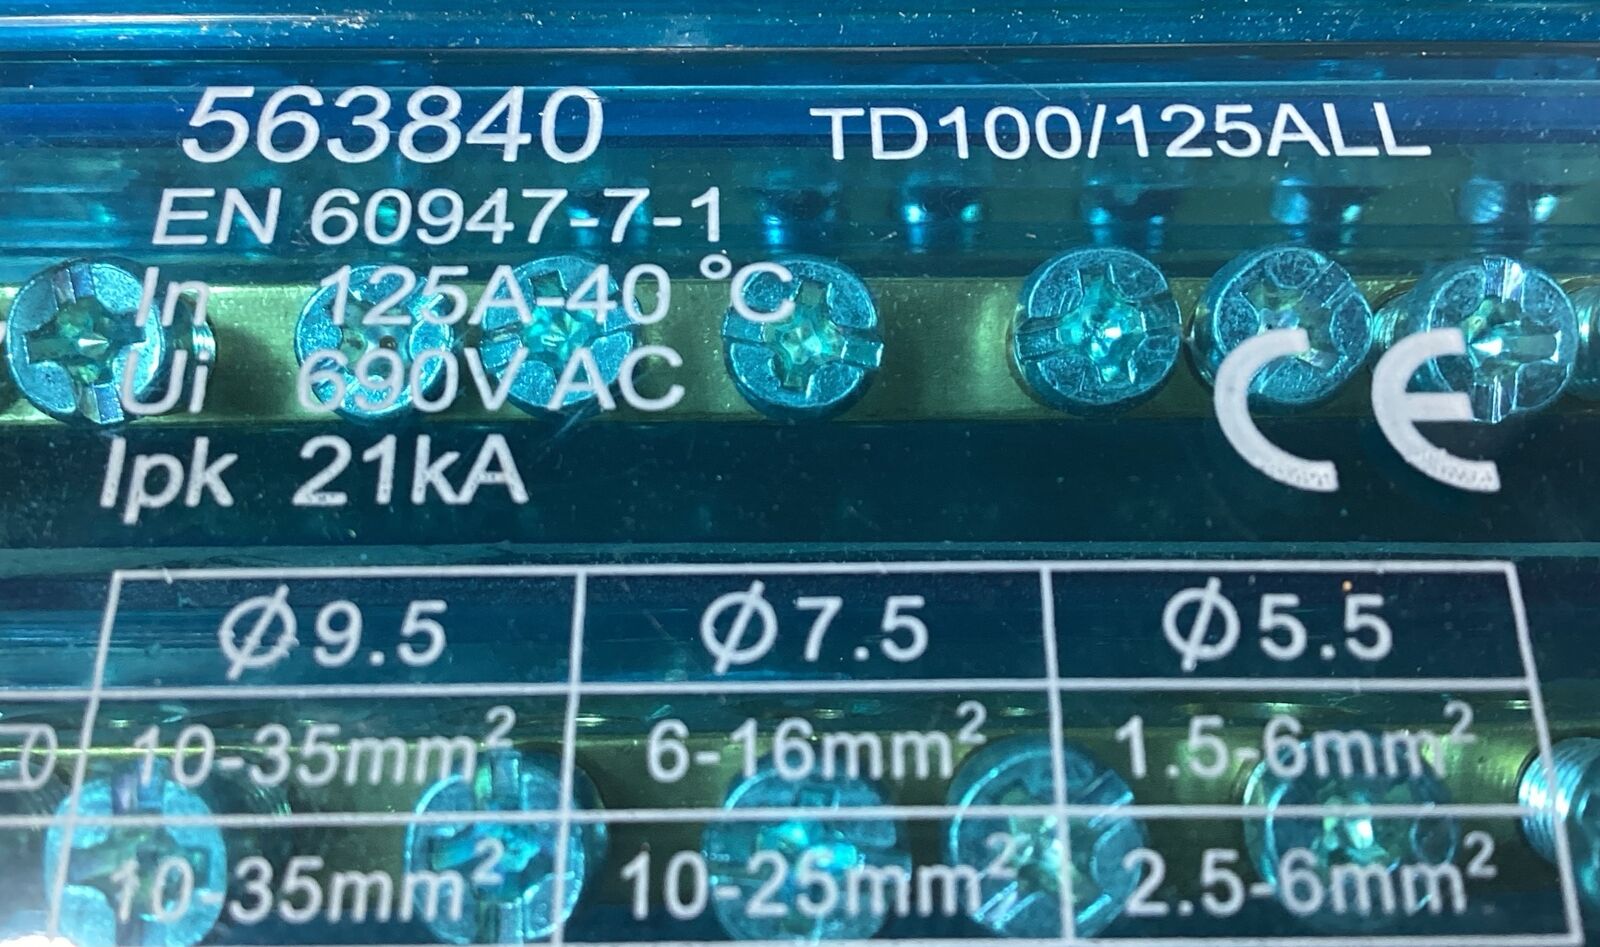 563840 TD100/125ALL
EN 60947-7-1
In 125A-40 °C
Ui 690V AC
Ipk 21kA
CE
Ø9.5 Ø7.5 Ø5.5
10-35mm² 6-16mm² 1.5-6mm²
10-35mm² 10-25mm² 2.5-6mm²